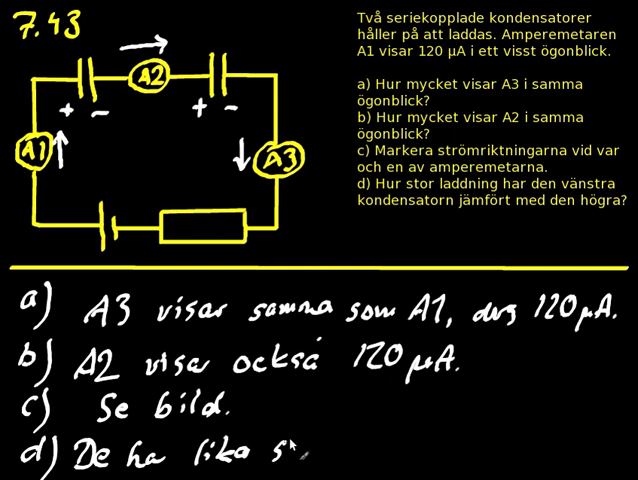 7.43
Två seriekopplade kondensatorer
håller på att laddas. Amperemetaren
A1 visar 120 μA i ett visst ögonblick.
a) Hur mycket visar A3 i samma
ögonblick?
b) Hur mycket visar A2 i samma
ögonblick?
c) Markera strömriktningarna vid var
och en av amperemetarna.
d) Hur stor laddning har den vänstra
kondensatorn jämfört med den högra?
A2
+ -
+ -
A1
A3
a) A3 visar samma som A1, dvs 120 μA.
b) A2 visar också 120 μA.
c) Se bild.
d) De ha lika s